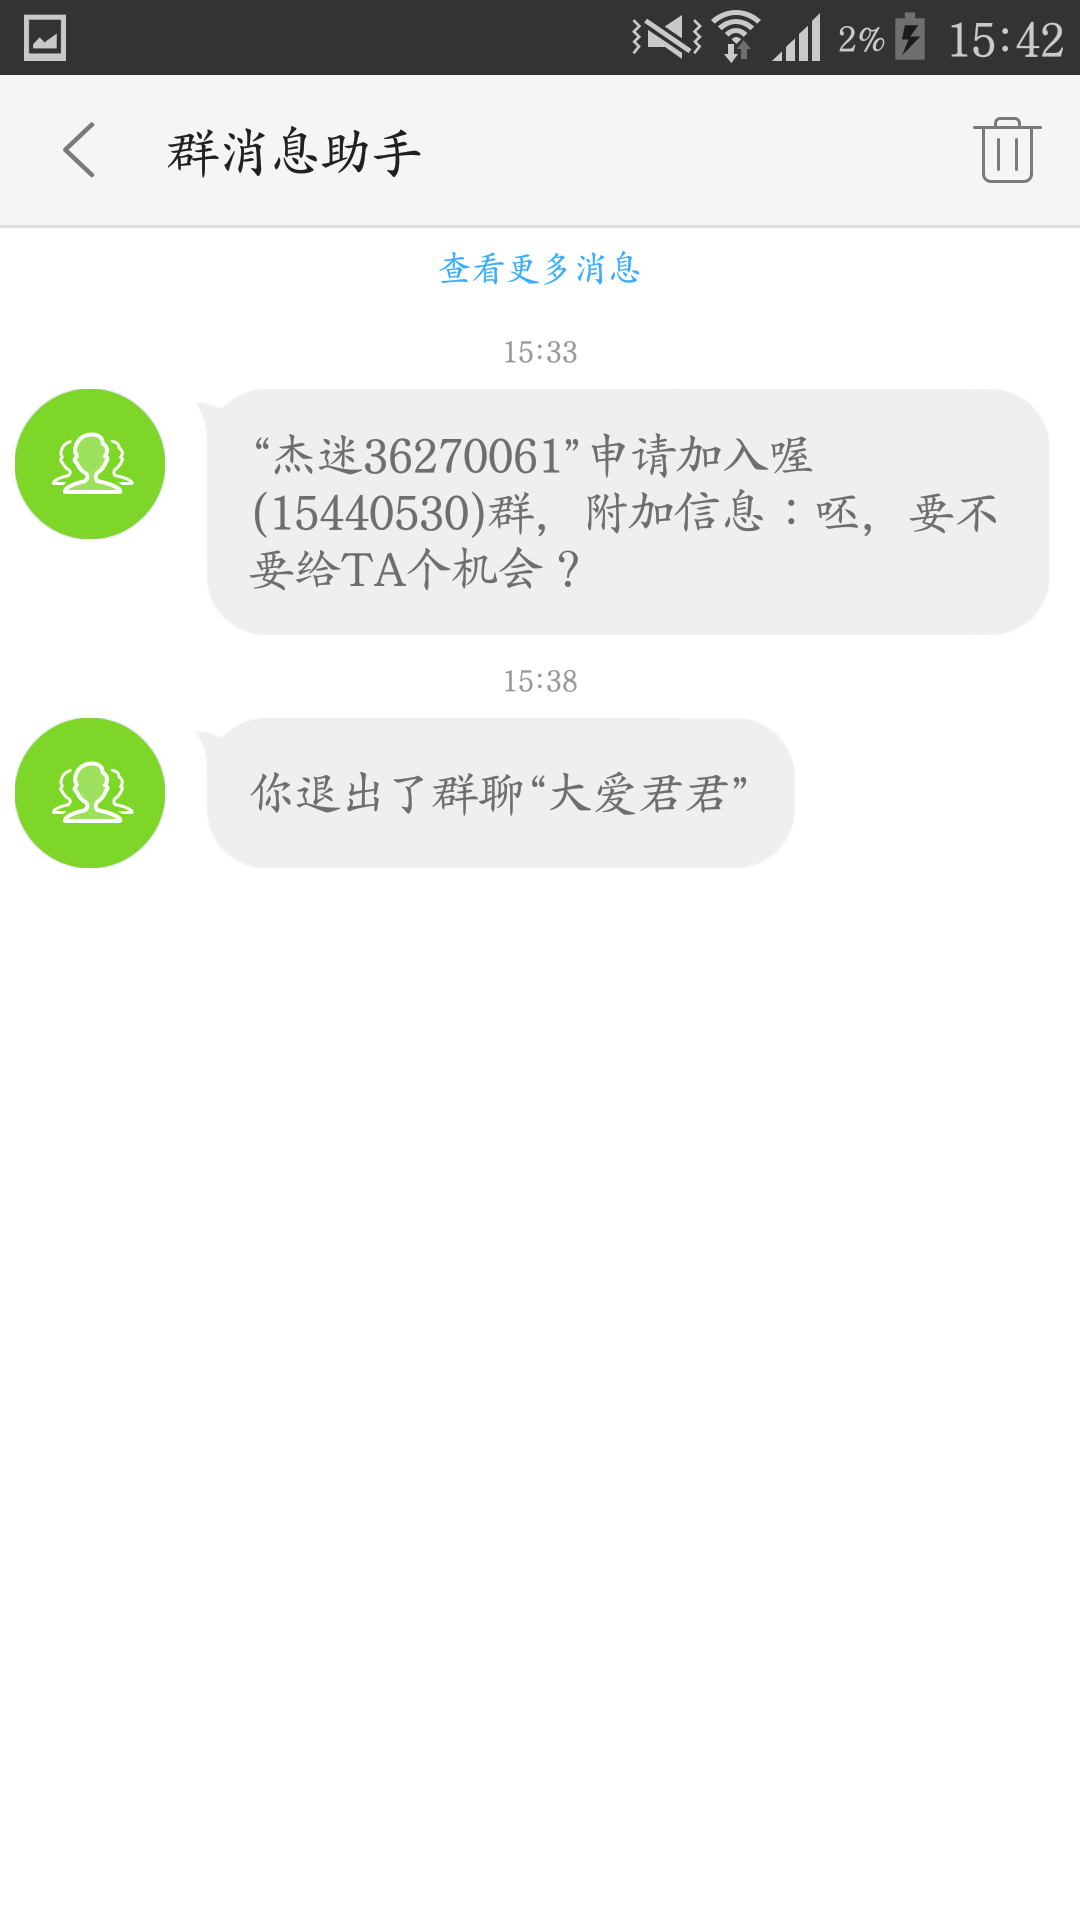 2% 15:42
群消息助手
查看更多消息
15:33
“杰迷36270061”申请加入喔
(15440530)群，附加信息：呸，要不
要给TA个机会？
15:38
你退出了群聊“大爱君君”